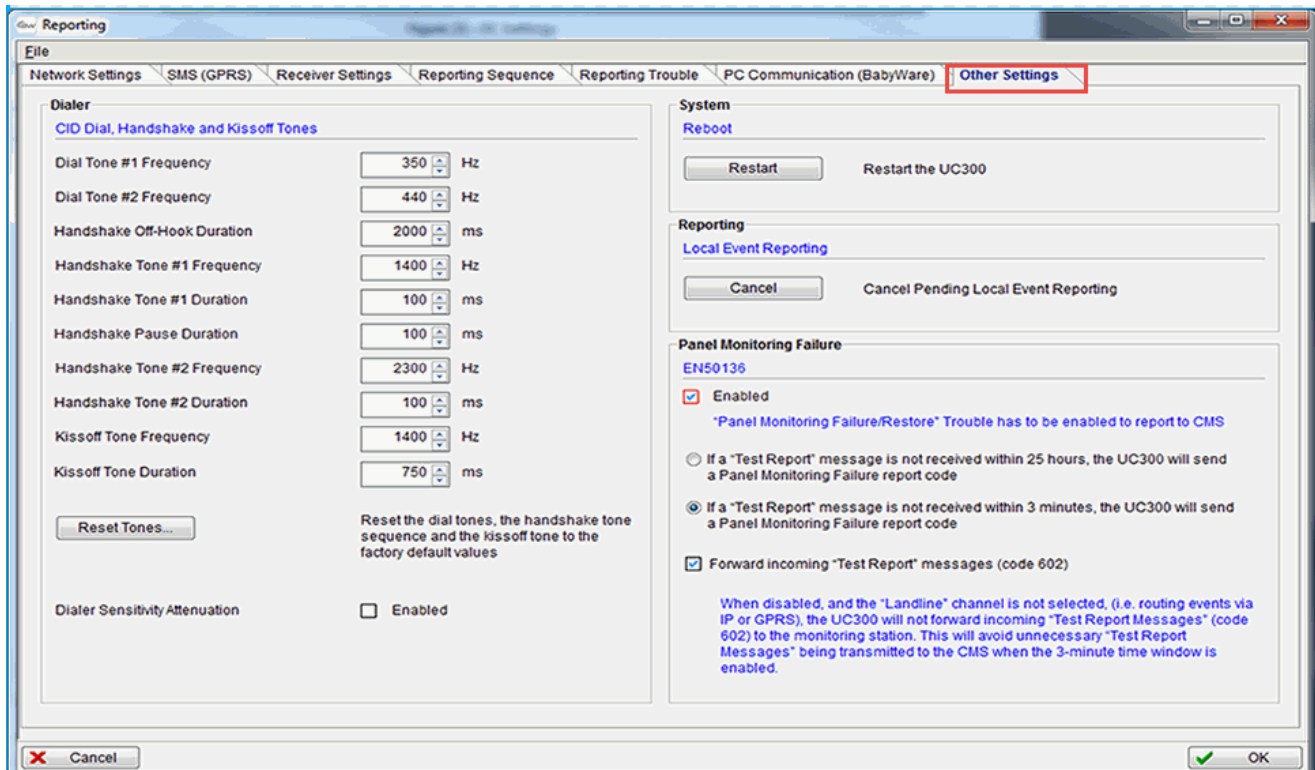 Reporting
File
Network Settings SMS (GPRS) Receiver Settings Reporting Sequence Reporting Trouble PC Communication (BabyWare) Other Settings
Dialer
CID Dial, Handshake and Kissoff Tones
Dial Tone #1 Frequency 350 Hz
Dial Tone #2 Frequency 440 Hz
Handshake Off-Hook Duration 2000 ms
Handshake Tone #1 Frequency 1400 Hz
Handshake Tone #1 Duration 100 ms
Handshake Pause Duration 100 ms
Handshake Tone #2 Frequency 2300 Hz
Handshake Tone #2 Duration 100 ms
Kissoff Tone Frequency 1400 Hz
Kissoff Tone Duration 750 ms
Reset Tones...
Reset the dial tones, the handshake tone
sequence and the kissoff tone to the
factory default values
Dialer Sensitivity Attenuation Enabled
System
Reboot
Restart Restart the UC300
Reporting
Local Event Reporting
Cancel Cancel Pending Local Event Reporting
Panel Monitoring Failure
EN50136
Enabled
"Panel Monitoring Failure/Restore" Trouble has to be enabled to report to CMS
If a "Test Report" message is not received within 25 hours, the UC300 will send
a Panel Monitoring Failure report code
If a "Test Report" message is not received within 3 minutes, the UC300 will send
a Panel Monitoring Failure report code
Forward incoming "Test Report" messages (code 602)
When disabled, and the "Landline" channel is not selected, (i.e. routing events via
IP or GPRS), the UC300 will not forward incoming "Test Report Messages" (code
602) to the monitoring station. This will avoid unnecessary "Test Report
Messages" being transmitted to the CMS when the 3-minute time window is
enabled.
Cancel OK